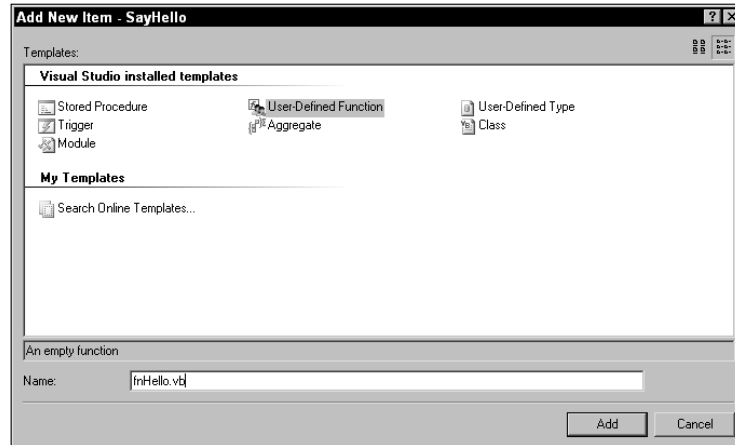 Add New Item - SayHello
Templates:
Visual Studio installed templates
Stored Procedure
User-Defined Function
User-Defined Type
Trigger
Aggregate
Class
Module
My Templates
Search Online Templates...
An empty function
Name:
fnHello.vb
Add
Cancel